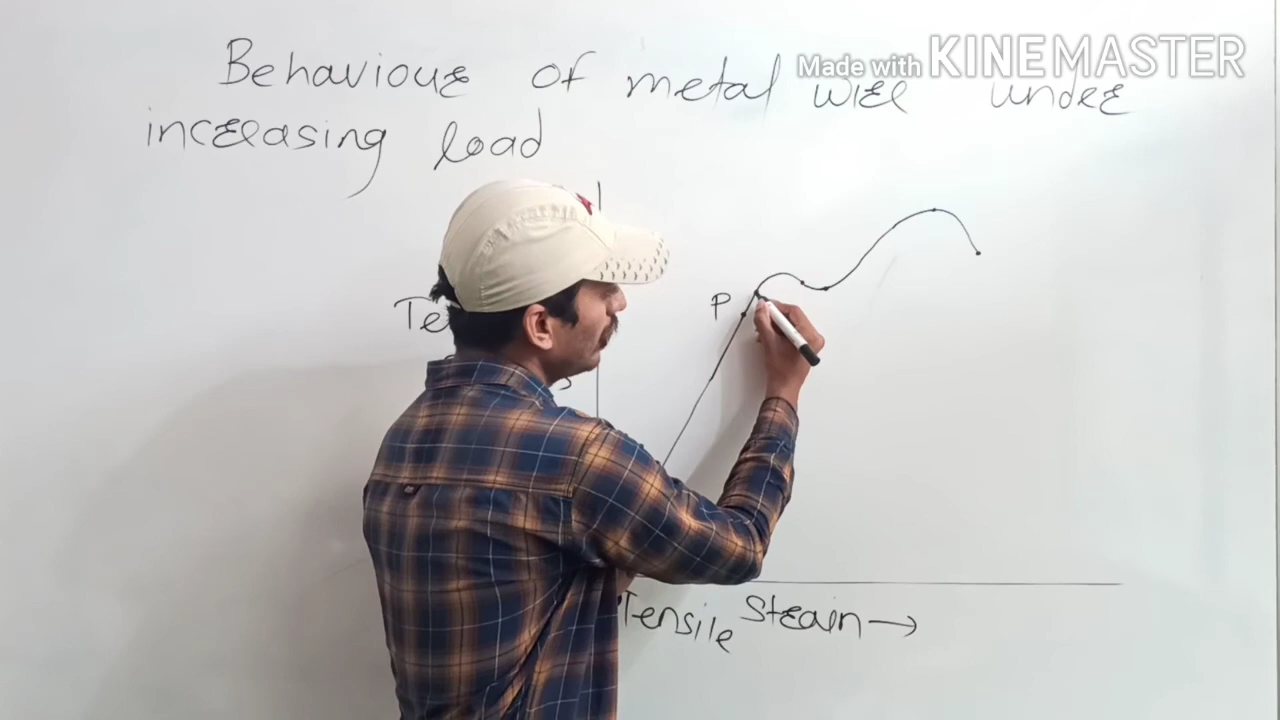 Made with KINEMASTER
Behaviour of metal wire under
increasing load
Te
P
Tensile Strain →